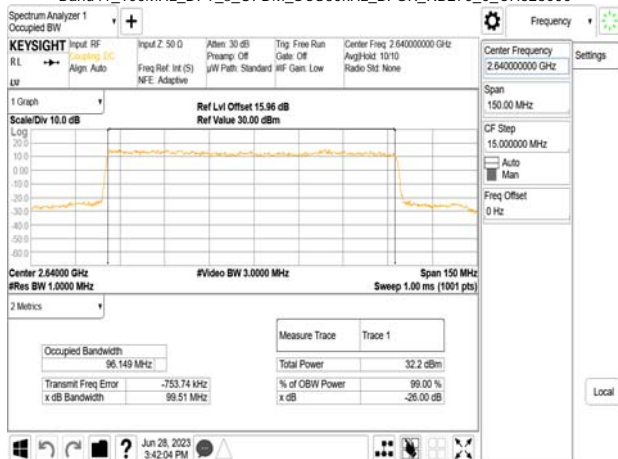 Spectrum Analyzer 1
Occupied BW
Frequency
KEYSIGHT
RL
Input: RF
Coupling: DC
Align: Auto
Input Z: 50 Ω
Freq Ref: Int (S)
NFE: Adaptive
Atten: 30 dB
Preamp: Off
µW Path: Standard
Trig: Free Run
Gate: Off
#IF Gain: Low
Center Freq: 2.640000000 GHz
Avg|Hold: 10/10
Radio Std: None
Center Frequency
2.640000000 GHz
Settings
Span
150.00 MHz
CF Step
15.000000 MHz
Auto
Man
Freq Offset
0 Hz
Local
1 Graph
Scale/Div 10.0 dB
Ref Lvl Offset 15.96 dB
Ref Value 30.00 dBm
Log
20.0
10.0
0.00
-10.0
-20.0
-30.0
-40.0
-50.0
-60.0
Center 2.64000 GHz
#Video BW 3.0000 MHz
Span 150 MHz
#Res BW 1.0000 MHz
Sweep 1.00 ms (1001 pts)
2 Metrics
Measure Trace
Trace 1
Occupied Bandwidth
96.149 MHz
Total Power
32.2 dBm
Transmit Freq Error
-753.74 kHz
% of OBW Power
99.00 %
x dB Bandwidth
99.51 MHz
x dB
-26.00 dB
Jun 28, 2023
3:42:04 PM